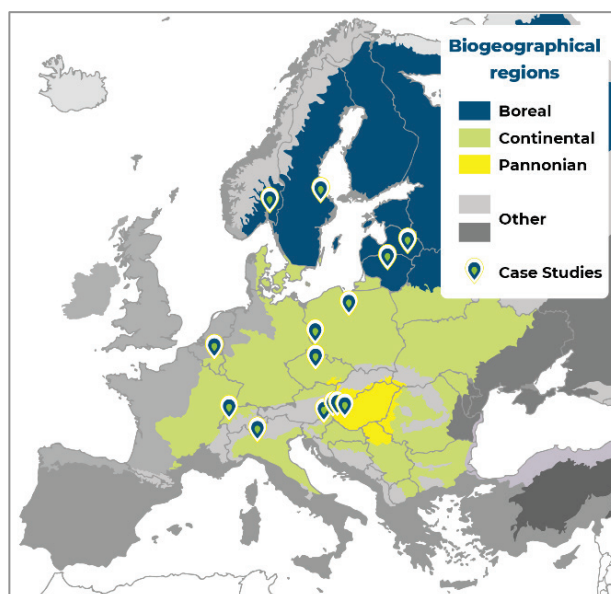 Biogeographical
regions
Boreal
Continental
Pannonian
Other
Case Studies